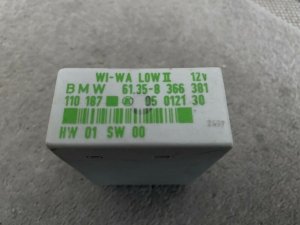 WI-WA LOW II 12v
BMW 61.35-8 366 381
110 187 K 05 0121 30
HW 01 SW 00